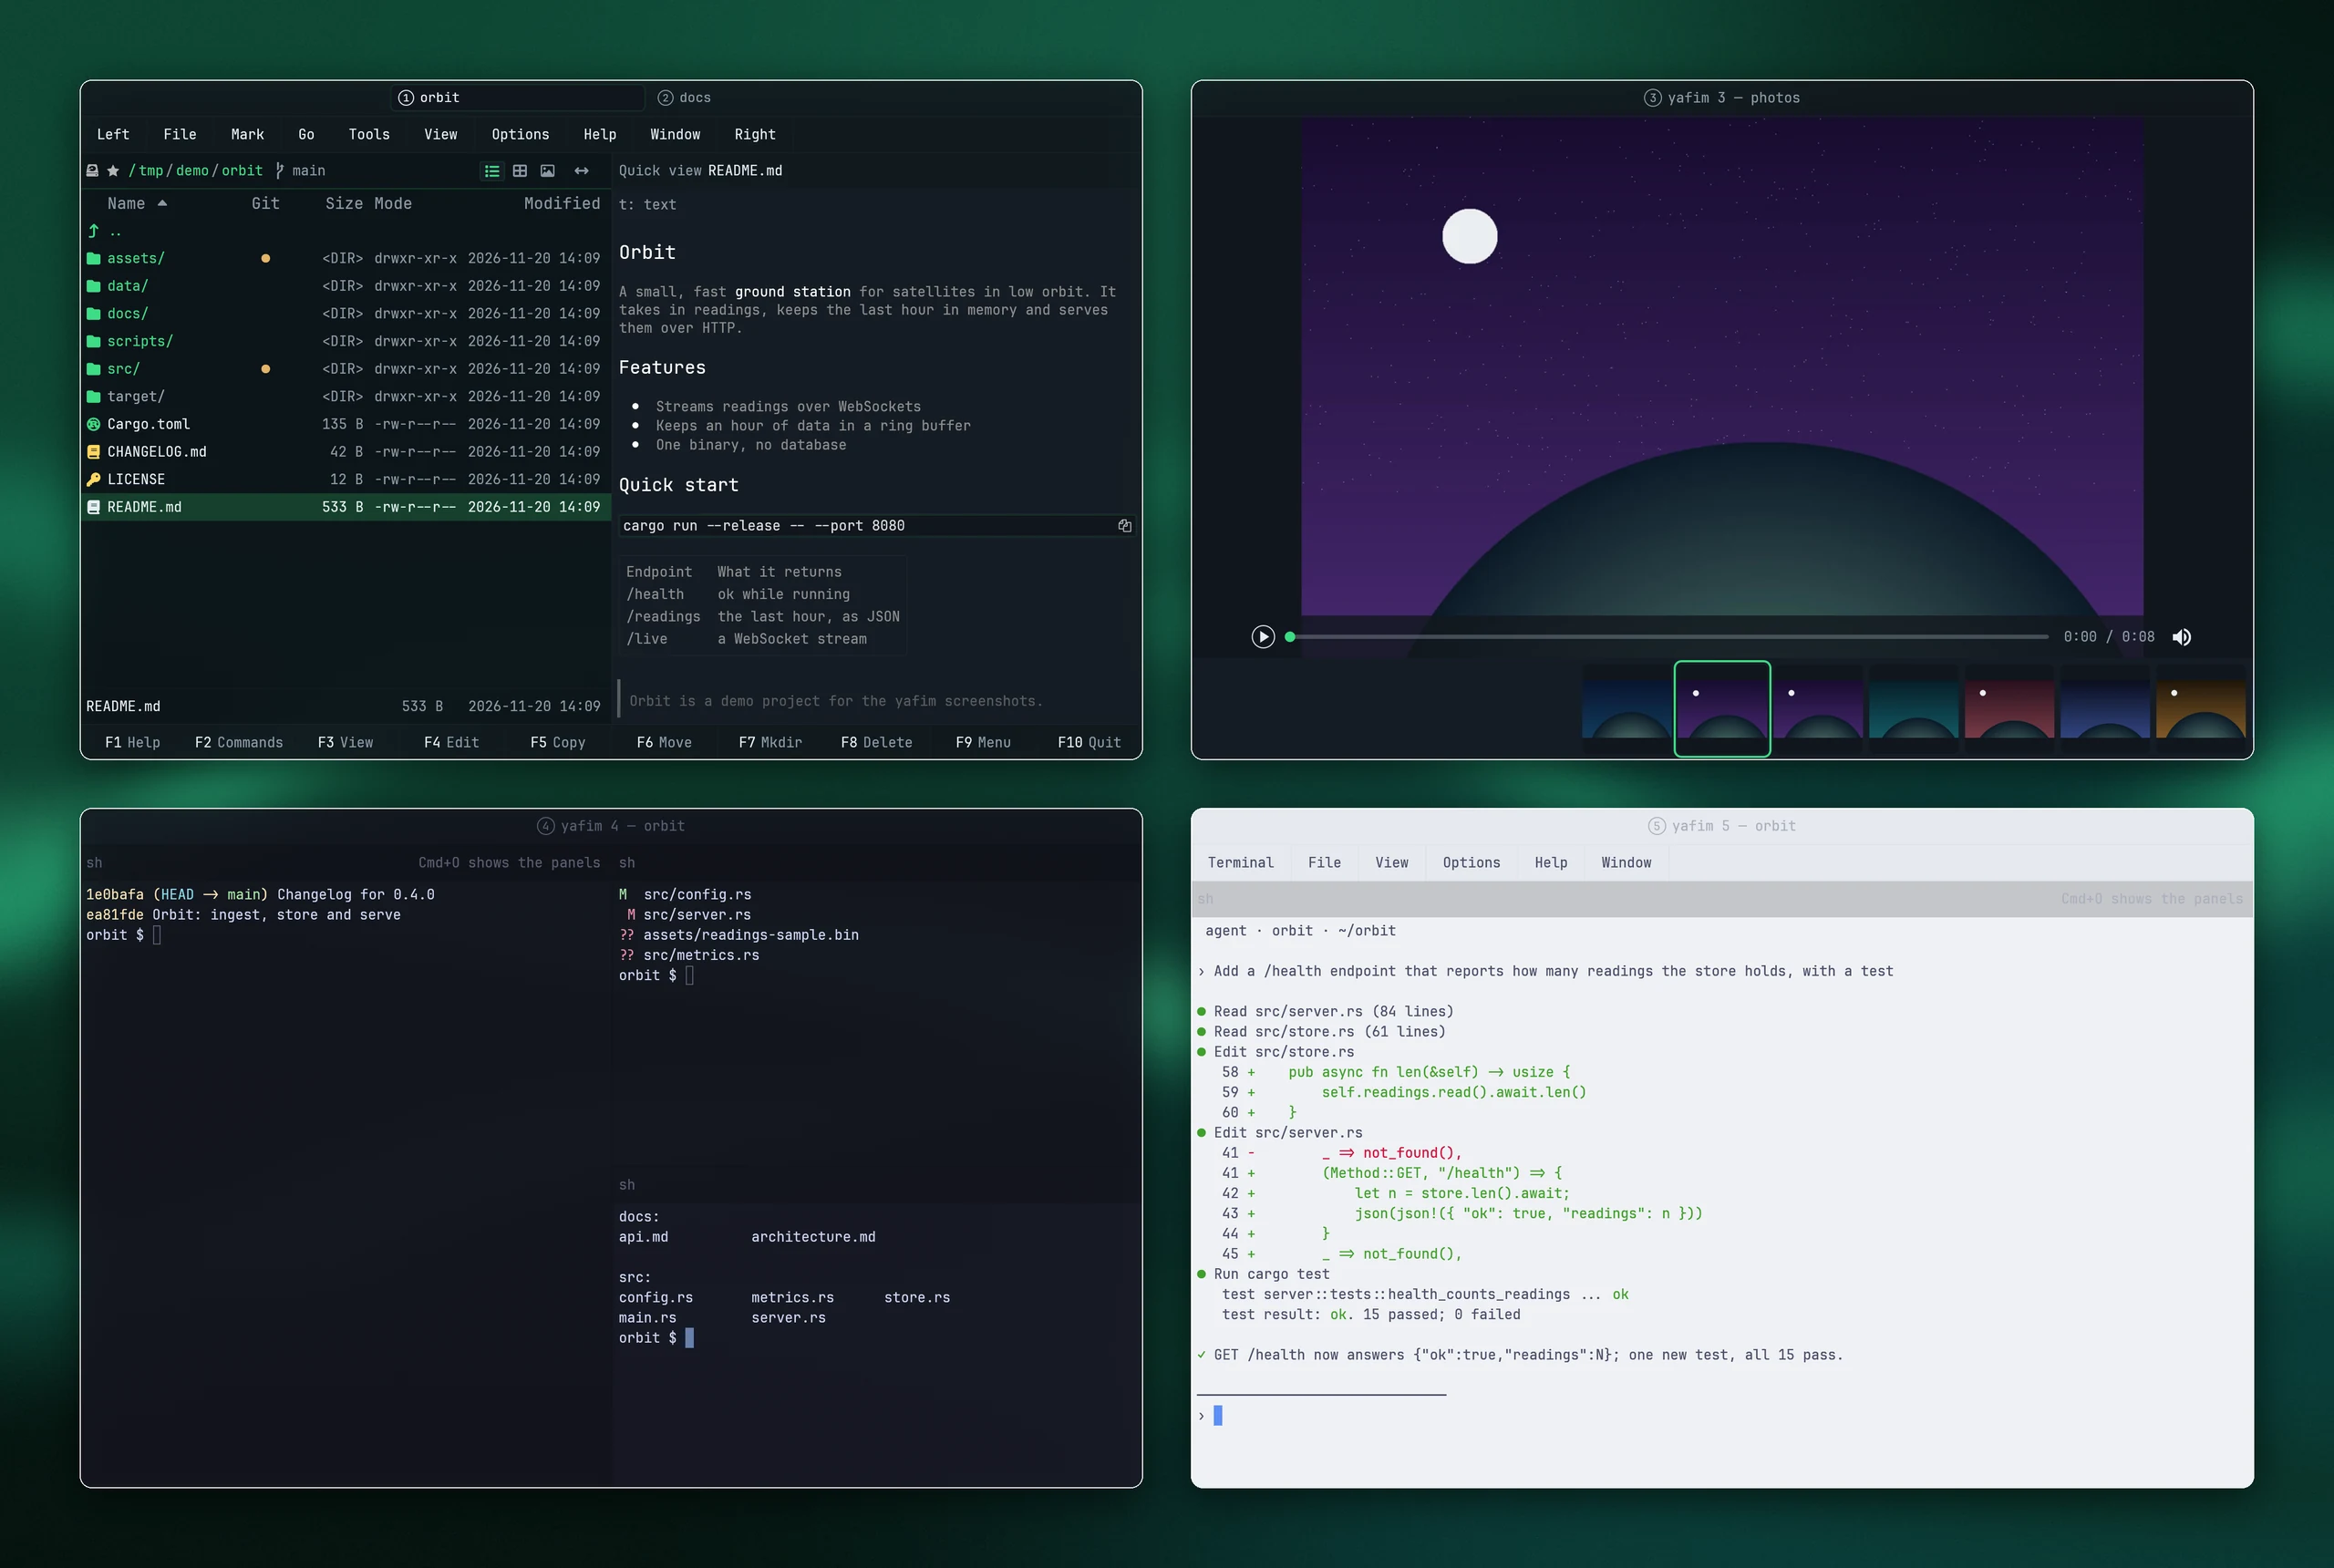 1 orbit 2 docs
Left File Mark Go Tools View Options Help Window Right
/tmp/demo/orbit main
Name Git Size Mode Modified
..
assets/ <DIR> drwxr-xr-x 2026-11-20 14:09
data/ <DIR> drwxr-xr-x 2026-11-20 14:09
docs/ <DIR> drwxr-xr-x 2026-11-20 14:09
scripts/ <DIR> drwxr-xr-x 2026-11-20 14:09
src/ <DIR> drwxr-xr-x 2026-11-20 14:09
target/ <DIR> drwxr-xr-x 2026-11-20 14:09
Cargo.toml 135 B -rw-r--r-- 2026-11-20 14:09
CHANGELOG.md 42 B -rw-r--r-- 2026-11-20 14:09
LICENSE 12 B -rw-r--r-- 2026-11-20 14:09
README.md 533 B -rw-r--r-- 2026-11-20 14:09
README.md 533 B 2026-11-20 14:09
Quick view README.md
t: text
Orbit
A small, fast ground station for satellites in low orbit. It
takes in readings, keeps the last hour in memory and serves
them over HTTP.
Features
● Streams readings over WebSockets
● Keeps an hour of data in a ring buffer
● One binary, no database
Quick start
cargo run --release -- --port 8080
Endpoint What it returns
/health ok while running
/readings the last hour, as JSON
/live a WebSocket stream
Orbit is a demo project for the yafim screenshots.
F1 Help F2 Commands F3 View F4 Edit F5 Copy F6 Move F7 Mkdir F8 Delete F9 Menu F10 Quit
3 yafim 3 — photos
0:00 / 0:08
4 yafim 4 — orbit
sh Cmd+O shows the panels
1e0bafa (HEAD -> main) Changelog for 0.4.0
ea81fde Orbit: ingest, store and serve
orbit $
sh
M src/config.rs
M src/server.rs
?? assets/readings-sample.bin
?? src/metrics.rs
orbit $
sh
docs:
api.md architecture.md
src:
config.rs metrics.rs store.rs
main.rs server.rs
orbit $
5 yafim 5 — orbit
Terminal File View Options Help Window
sh Cmd+O shows the panels
agent · orbit · ~/orbit
› Add a /health endpoint that reports how many readings the store holds, with a test
● Read src/server.rs (84 lines)
● Read src/store.rs (61 lines)
● Edit src/store.rs
58 + pub async fn len(&self) -> usize {
59 + self.readings.read().await.len()
60 + }
● Edit src/server.rs
41 - _ => not_found(),
41 + (Method::GET, "/health") => {
42 + let n = store.len().await;
43 + json(json!({ "ok": true, "readings": n }))
44 + }
45 + _ => not_found(),
● Run cargo test
test server::tests::health_counts_readings ... ok
test result: ok. 15 passed; 0 failed
✓ GET /health now answers {"ok":true,"readings":N}; one new test, all 15 pass.
›